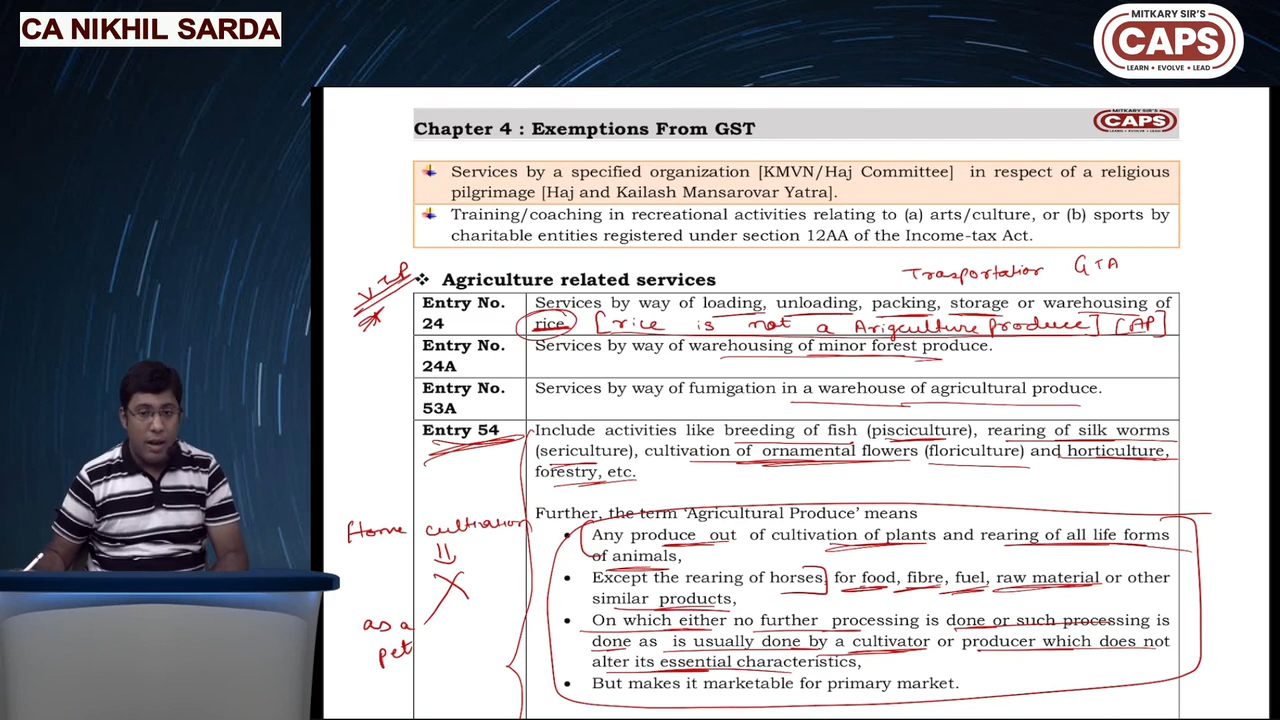 CA NIKHIL SARDA
MITKARY SIR'S
CAPS
LEARN • EVOLVE • LEAD
Chapter 4 : Exemptions From GST
MITKARY SIR'S
CAPS
LEARN • EVOLVE • LEAD
Services by a specified organization [KMVN/Haj Committee] in respect of a religious
pilgrimage [Haj and Kailash Mansarovar Yatra].
Training/coaching in recreational activities relating to (a) arts/culture, or (b) sports by
charitable entities registered under section 12AA of the Income-tax Act.
❖ Agriculture related services
Trasportation GTA
V IMP
Entry No.
24
Services by way of loading, unloading, packing, storage or warehousing of
rice. [rice is not a Arigculture Produce] [AP]
Entry No.
24A
Services by way of warehousing of minor forest produce.
Entry No.
53A
Services by way of fumigation in a warehouse of agricultural produce.
Entry 54
Include activities like breeding of fish (pisciculture), rearing of silk worms
(sericulture), cultivation of ornamental flowers (floriculture) and horticulture,
forestry, etc.
Further, the term 'Agricultural Produce' means
• Any produce out of cultivation of plants and rearing of all life forms
of animals,
• Except the rearing of horses, for food, fibre, fuel, raw material or other
similar products,
• On which either no further processing is done or such processing is
done as is usually done by a cultivator or producer which does not
alter its essential characteristics,
• But makes it marketable for primary market.
Home cultivation
as a
pet